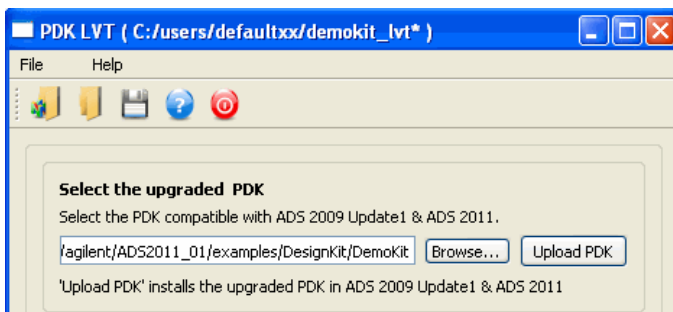 PDK LVT ( C:/users/defaultxx/demokit_lvt* )
File Help
Select the upgraded PDK
Select the PDK compatible with ADS 2009 Update1 & ADS 2011.
/agilent/ADS2011_01/examples/DesignKit/DemoKit Browse... Upload PDK
'Upload PDK' installs the upgraded PDK in ADS 2009 Update1 & ADS 2011